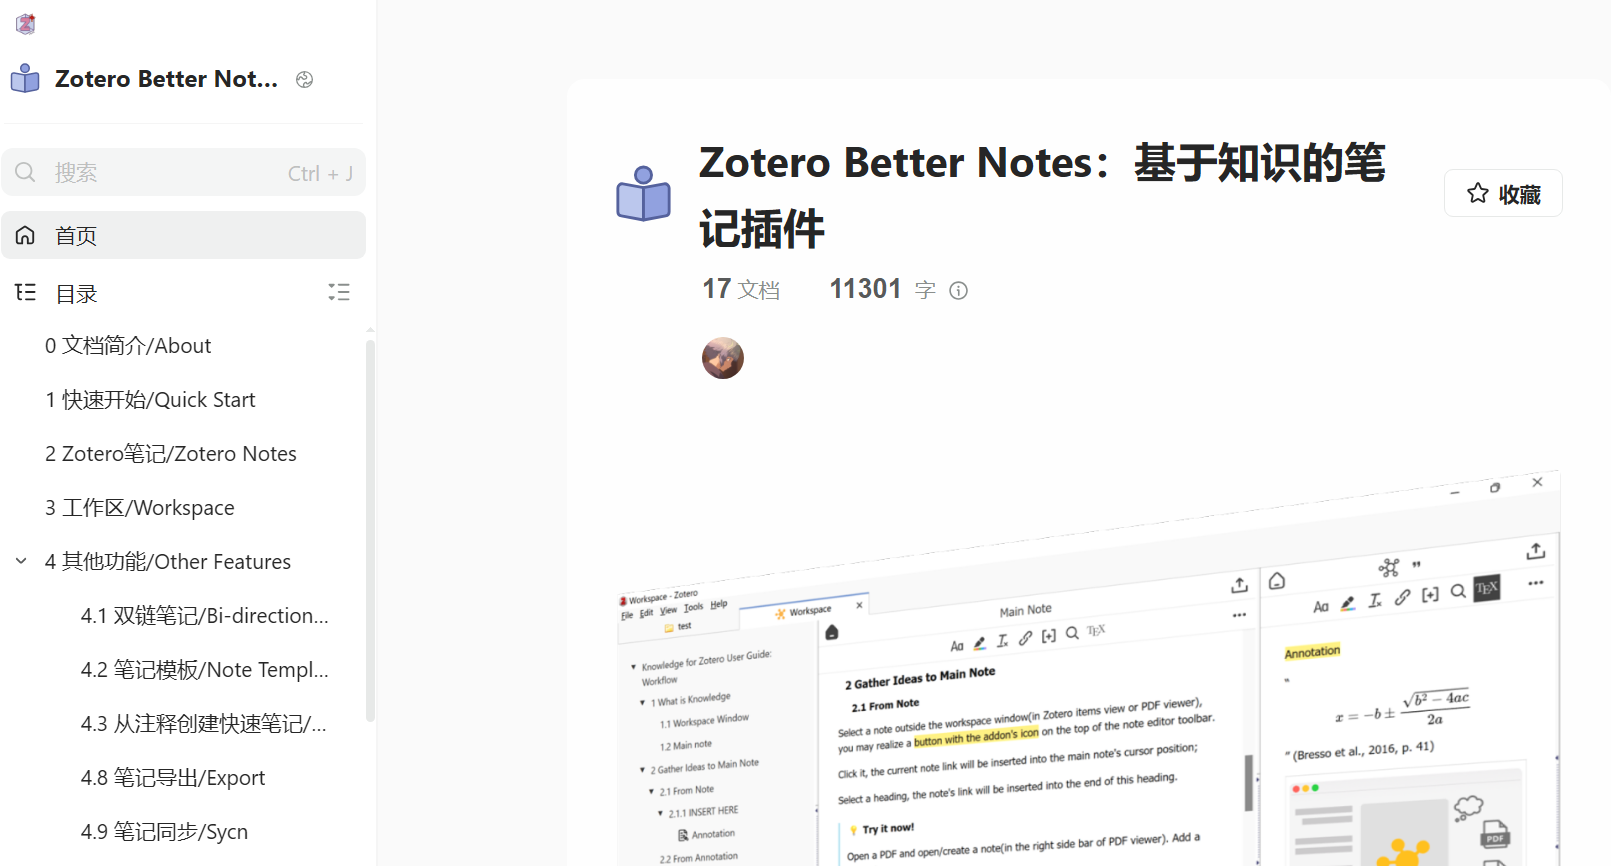 Zotero Better Not...
搜索
Ctrl + J
首页
目录
0 文档简介/About
1 快速开始/Quick Start
2 Zotero笔记/Zotero Notes
3 工作区/Workspace
4 其他功能/Other Features
4.1 双链笔记/Bi-direction...
4.2 笔记模板/Note Templ...
4.3 从注释创建快速笔记/...
4.8 笔记导出/Export
4.9 笔记同步/Sycn
Zotero Better Notes：基于知识的笔
记插件
收藏
17 文档 11301 字
Workspace - Zotero
File Edit View Tools Help
test
Workspace
Knowledge for Zotero User Guide:
Workflow
1 What is Knowledge
1.1 Workspace Window
1.2 Main note
2 Gather Ideas to Main Note
2.1 From Note
2.1.1 INSERT HERE
Annotation
2.2 From Annotation
Main Note
Aa TEX
2 Gather Ideas to Main Note
2.1 From Note
Select a note outside the workspace window(in Zotero items view or PDF viewer),
you may realize a button with the addon's icon on the top of the note editor toolbar.
Click it, the current note link will be inserted into the main note's cursor position;
Select a heading, the note's link will be inserted into the end of this heading.
Try it now!
Open a PDF and open/create a note(in the right side bar of PDF viewer). Add a
Aa TEX
Annotation
“
x = −b ± √(b² − 4ac) / 2a
” (Bresso et al., 2016, p. 41)
PDF